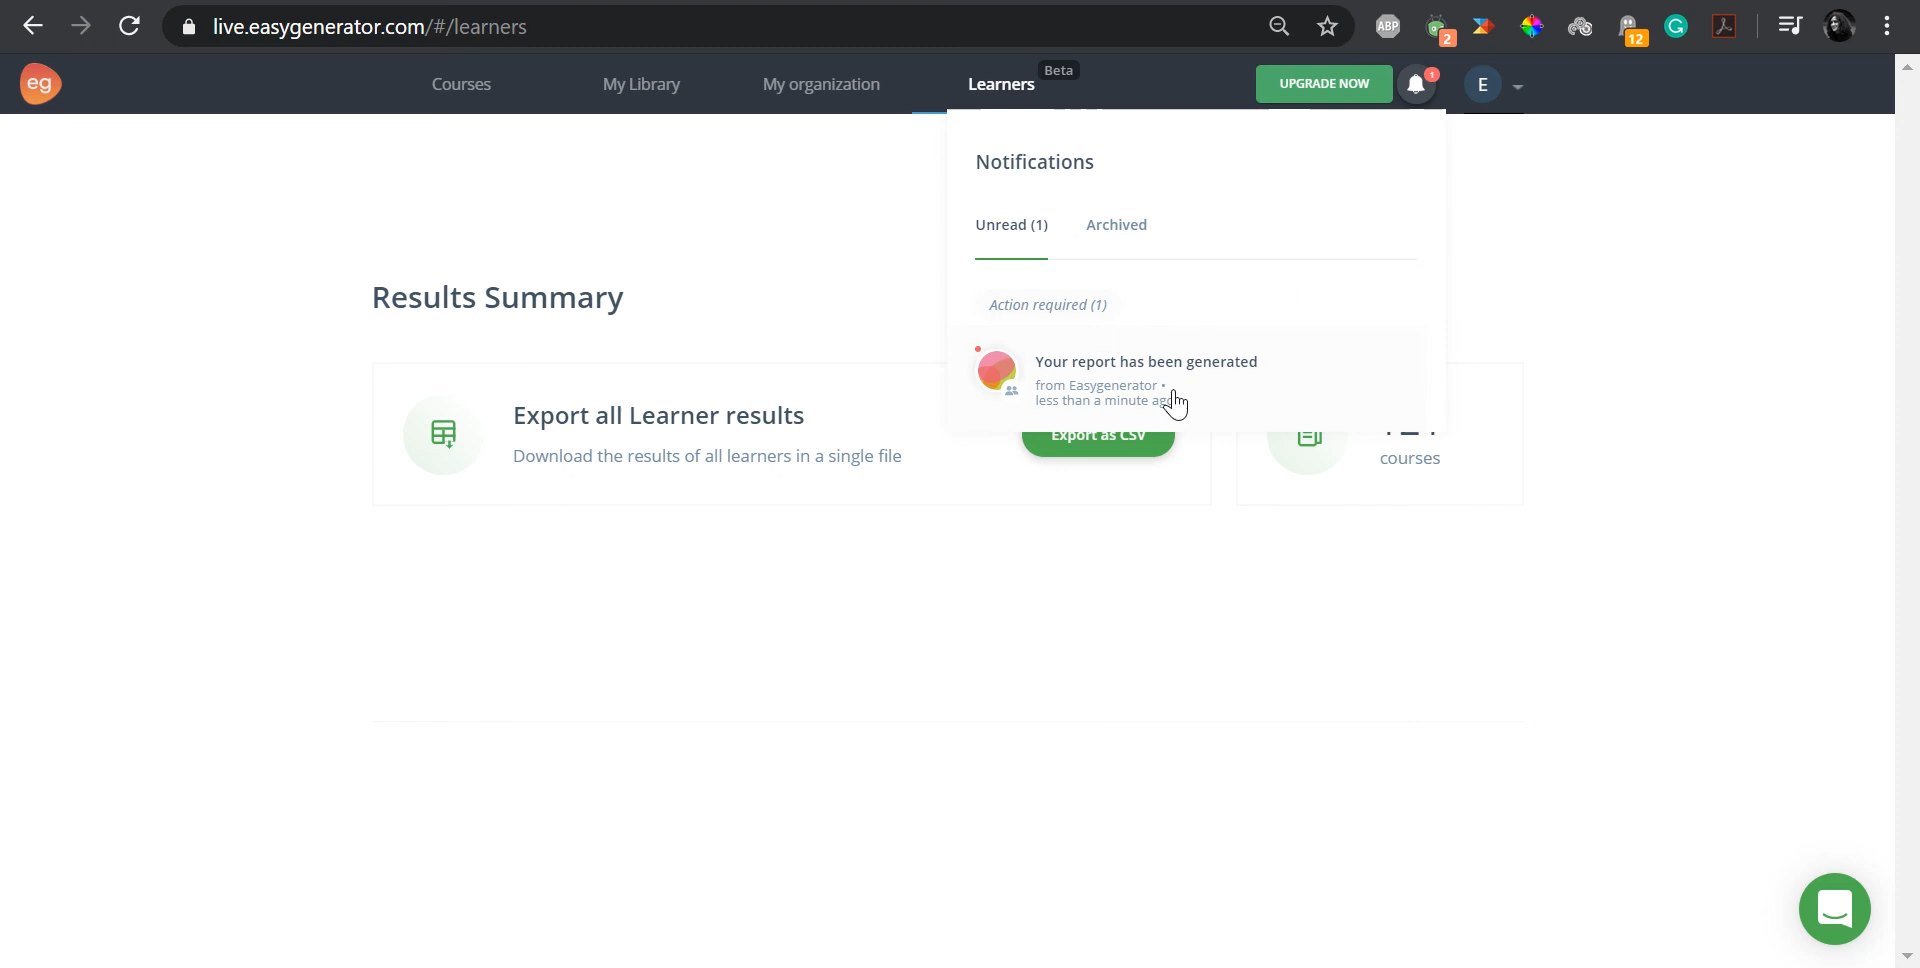 live.easygenerator.com/#/learners
ABP
2
12
G
eg
Courses
My Library
My organization
Learners
Beta
UPGRADE NOW
1
E
Notifications
Unread (1)
Archived
Action required (1)
Your report has been generated
from Easygenerator •
less than a minute
Results Summary
Export all Learner results
Download the results of all learners in a single file
Export as CSV
courses